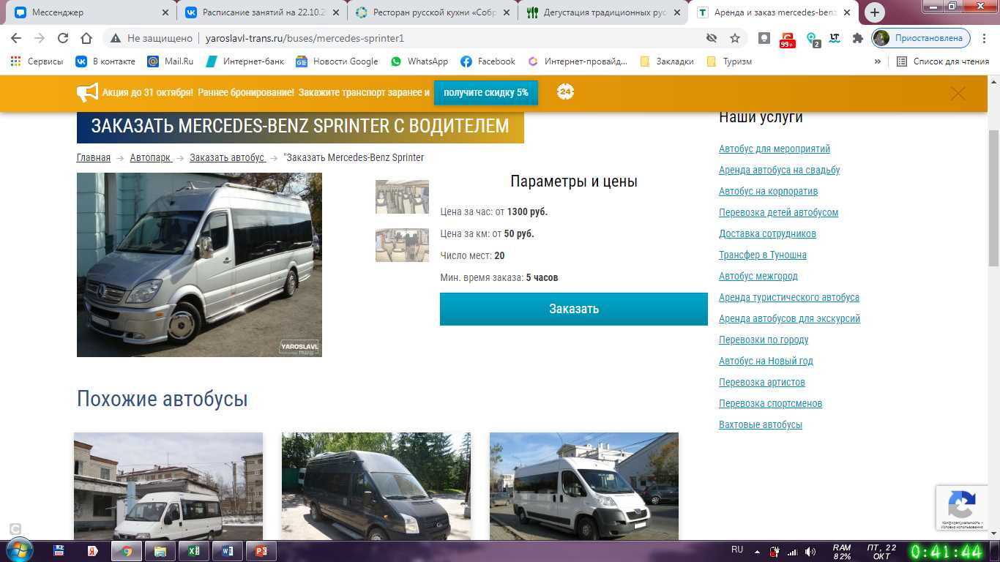 Мессенджер
Расписание занятий на 22.10.2
Ресторан русской кухни «Собр
Дегустация традиционных рус
Аренда и заказ mercedes-benz
Не защищено | yaroslavl-trans.ru/buses/mercedes-sprinter1
99+
2
LT
Приостановлена
Сервисы
В контакте
Mail.Ru
Интернет-банк
Новости Google
WhatsApp
Facebook
Интернет-провайд...
Закладки
Туризм
»
Список для чтения
Акция до 31 октября! Раннее бронирование! Закажите транспорт заранее и получите скидку 5%
24
ЗАКАЗАТЬ MERCEDES-BENZ SPRINTER С ВОДИТЕЛЕМ
Главная → Автопарк → Заказать автобус → "Заказать Mercedes-Benz Sprinter
YAROSLAVL
TRANS
Параметры и цены
Цена за час: от 1300 руб.
Цена за км: от 50 руб.
Число мест: 20
Мин. время заказа: 5 часов
Заказать
Наши услуги
Автобус для мероприятий
Аренда автобуса на свадьбу
Автобус на корпоратив
Перевозка детей автобусом
Доставка сотрудников
Трансфер в Туношна
Автобус межгород
Аренда туристического автобуса
Аренда автобусов для экскурсий
Перевозки по городу
Автобус на Новый год
Перевозка артистов
Перевозка спортсменов
Вахтовые автобусы
Похожие автобусы
Конфиденциальность -
Условия использования
RU
RAM
82%
ПТ, 22
ОКТ
0:41:44